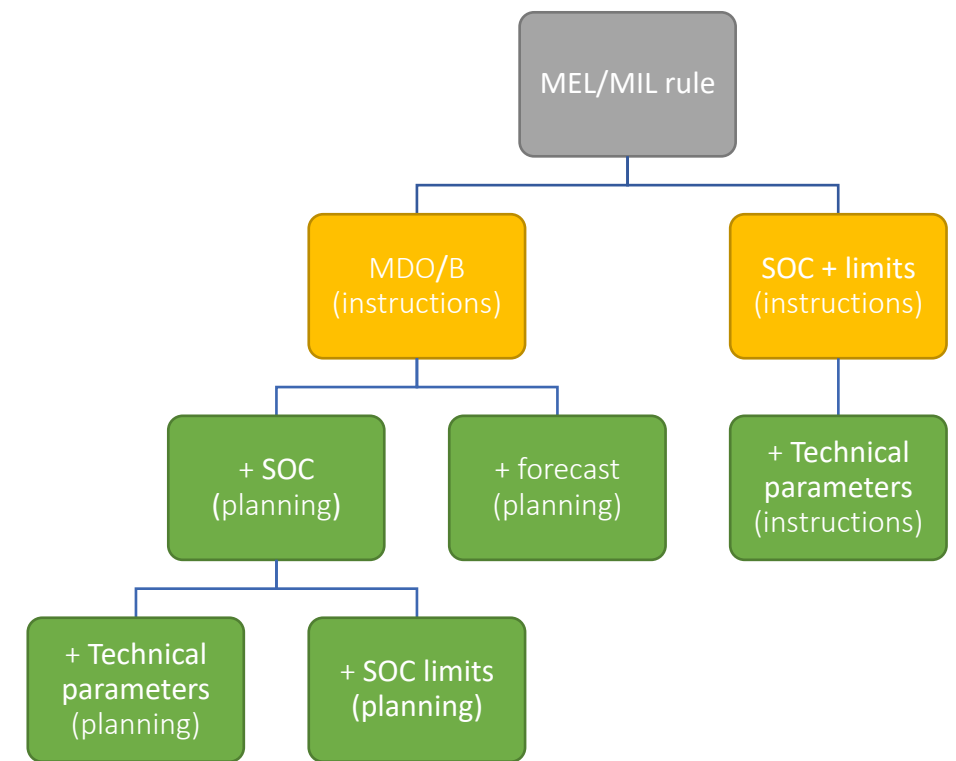 MEL/MIL rule
MDO/B
(instructions)
SOC + limits
(instructions)
+ SOC
(planning)
+ forecast
(planning)
+ Technical
parameters
(instructions)
+ Technical
parameters
(planning)
+ SOC limits
(planning)